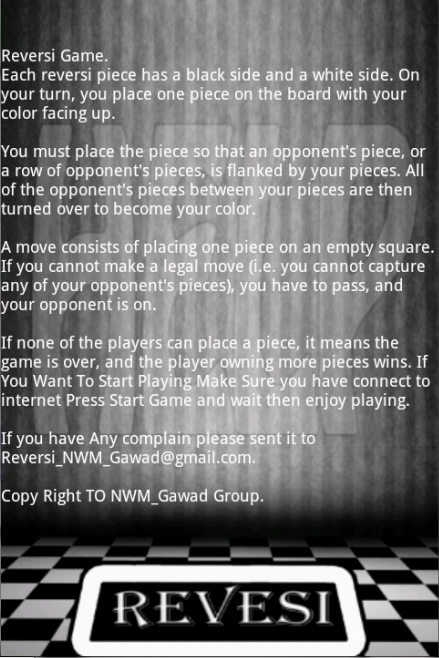 Reversi Game.
Each reversi piece has a black side and a white side. On
your turn, you place one piece on the board with your
color facing up.
You must place the piece so that an opponent's piece, or
a row of opponent's pieces, is flanked by your pieces. All
of the opponent's pieces between your pieces are then
turned over to become your color.
A move consists of placing one piece on an empty square.
If you cannot make a legal move (i.e. you cannot capture
any of your opponent's pieces), you have to pass, and
your opponent is on.
If none of the players can place a piece, it means the
game is over, and the player owning more pieces wins. If
You Want To Start Playing Make Sure you have connect to
internet Press Start Game and wait then enjoy playing.
If you have Any complain please sent it to
Reversi_NWM_Gawad@gmail.com.
Copy Right TO NWM_Gawad Group.
REVESI